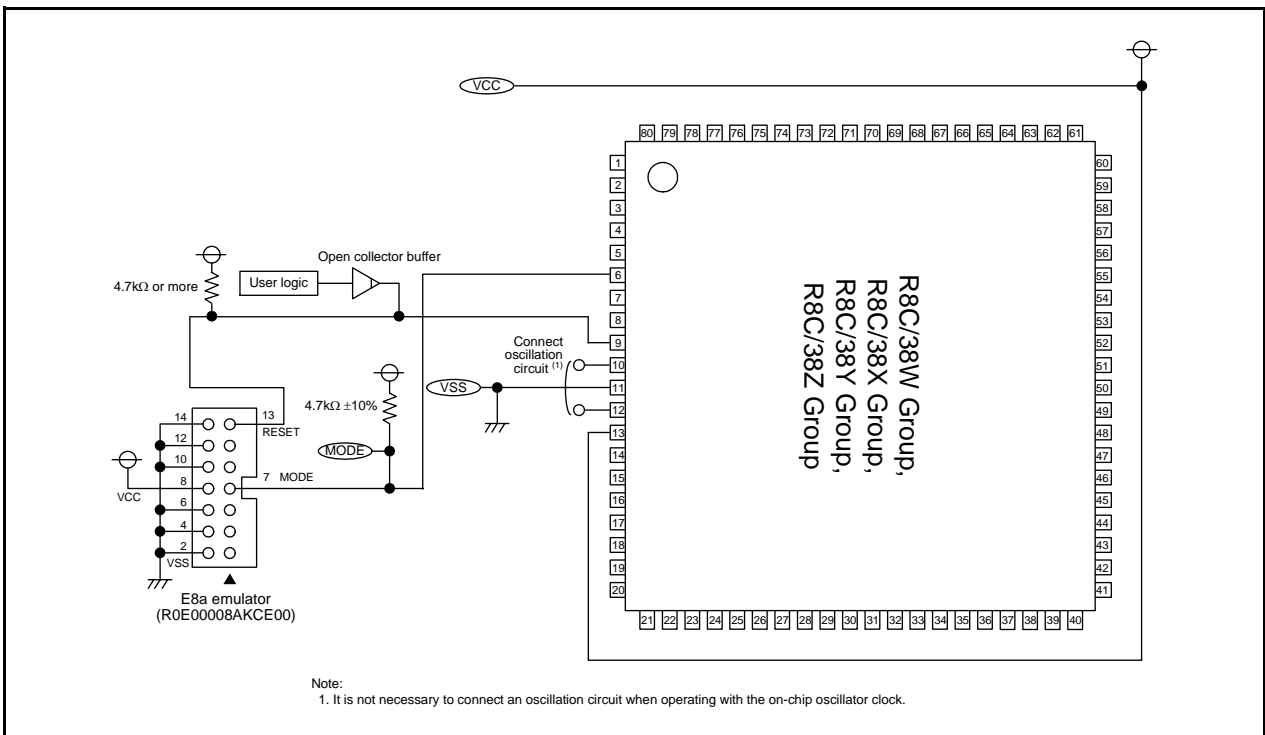 VCC
80 79 78 77 76 75 74 73 72 71 70 69 68 67 66 65 64 63 62 61
1
2
3
4
5
6
7
8
9
10
11
12
13
14
15
16
17
18
19
20
60
59
58
57
56
55
54
53
52
51
50
49
48
47
46
45
44
43
42
41
21 22 23 24 25 26 27 28 29 30 31 32 33 34 35 36 37 38 39 40
R8C/38W Group,
R8C/38X Group,
R8C/38Y Group,
R8C/38Z Group
Open collector buffer
User logic
4.7kΩ or more
Connect
oscillation
circuit (1)
VSS
4.7kΩ ±10%
MODE
14
13
RESET
12
10
8
7 MODE
VCC
6
4
2
VSS
E8a emulator
(R0E00008AKCE00)
Note:
1. It is not necessary to connect an oscillation circuit when operating with the on-chip oscillator clock.